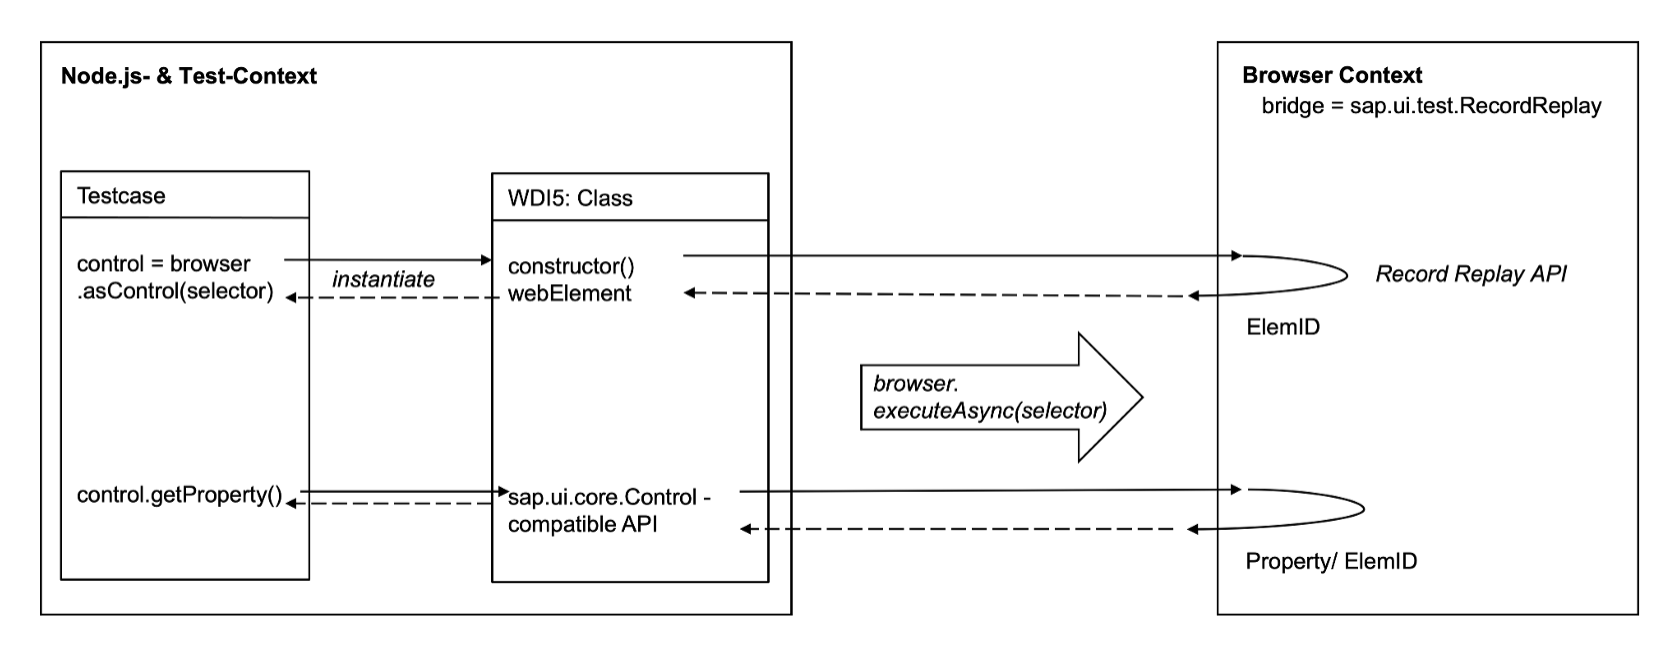 Node.js- & Test-Context
Testcase
control = browser
.asControl(selector)
instantiate
control.getProperty()
WDI5: Class
constructor()
webElement
sap.ui.core.Control -
compatible API
browser.
executeAsync(selector)
Browser Context
bridge = sap.ui.test.RecordReplay
Record Replay API
ElemID
Property/ ElemID